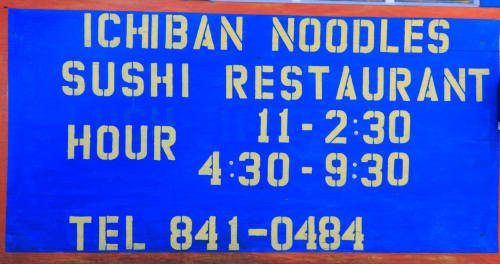 ICHIBAN NOODLES
SUSHI RESTAURANT
HOUR 11-2:30
4:30-9:30
TEL 841-0484